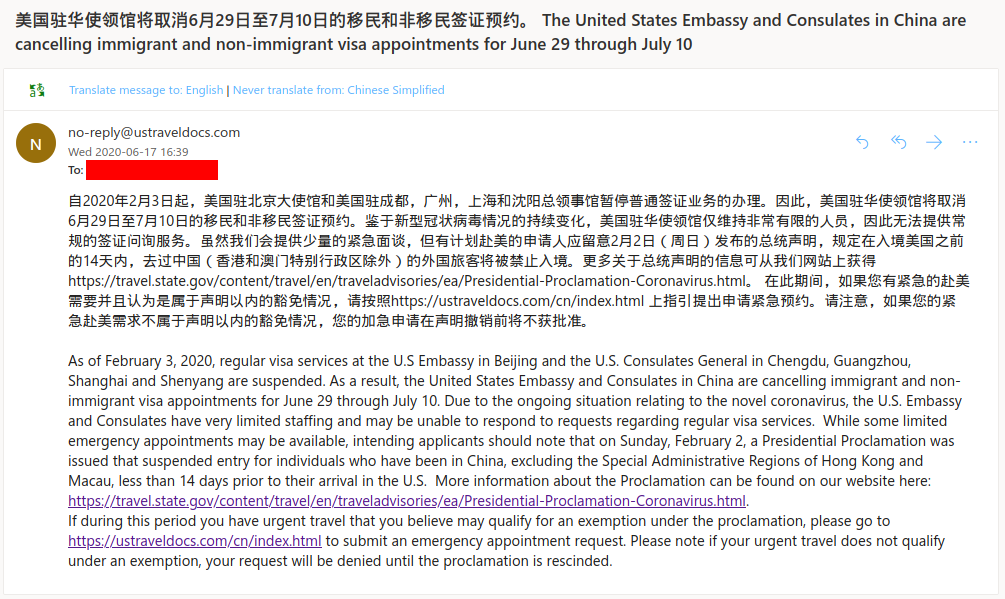 美国驻华使领馆将取消6月29日至7月10日的移民和非移民签证预约。 The United States Embassy and Consulates in China are
cancelling immigrant and non-immigrant visa appointments for June 29 through July 10
Translate message to: English | Never translate from: Chinese Simplified
N
no-reply@ustraveldocs.com
Wed 2020-06-17 16:39
To:
自2020年2月3日起，美国驻北京大使馆和美国驻成都，广州，上海和沈阳总领事馆暂停普通签证业务的办理。因此，美国驻华使领馆将取消
6月29日至7月10日的移民和非移民签证预约。鉴于新型冠状病毒情况的持续变化，美国驻华使领馆仅维持非常有限的人员，因此无法提供常
规的签证问询服务。虽然我们会提供少量的紧急面谈，但有计划赴美的申请人应留意2月2日（周日）发布的总统声明，规定在入境美国之前
的14天内，去过中国（香港和澳门特别行政区除外）的外国旅客将被禁止入境。更多关于总统声明的信息可从我们网站上获得
https://travel.state.gov/content/travel/en/traveladvisories/ea/Presidential-Proclamation-Coronavirus.html。 在此期间，如果您有紧急的赴美
需要并且认为是属于声明以内的豁免情况，请按照https://ustraveldocs.com/cn/index.html 上指引提出申请紧急预约。请注意，如果您的紧
急赴美需求不属于声明以内的豁免情况，您的加急申请在声明撤销前将不获批准。
As of February 3, 2020, regular visa services at the U.S Embassy in Beijing and the U.S. Consulates General in Chengdu, Guangzhou,
Shanghai and Shenyang are suspended. As a result, the United States Embassy and Consulates in China are cancelling immigrant and non-
immigrant visa appointments for June 29 through July 10. Due to the ongoing situation relating to the novel coronavirus, the U.S. Embassy
and Consulates have very limited staffing and may be unable to respond to requests regarding regular visa services.  While some limited
emergency appointments may be available, intending applicants should note that on Sunday, February 2, a Presidential Proclamation was
issued that suspended entry for individuals who have been in China, excluding the Special Administrative Regions of Hong Kong and
Macau, less than 14 days prior to their arrival in the U.S.  More information about the Proclamation can be found on our website here:
https://travel.state.gov/content/travel/en/traveladvisories/ea/Presidential-Proclamation-Coronavirus.html.
If during this period you have urgent travel that you believe may qualify for an exemption under the proclamation, please go to
https://ustraveldocs.com/cn/index.html to submit an emergency appointment request. Please note if your urgent travel does not qualify
under an exemption, your request will be denied until the proclamation is rescinded.